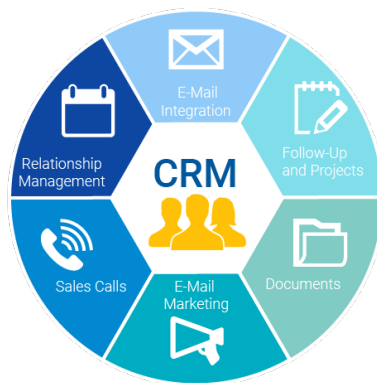 E-Mail
Integration
Follow-Up
and Projects
Documents
E-Mail
Marketing
Sales Calls
Relationship
Management
CRM